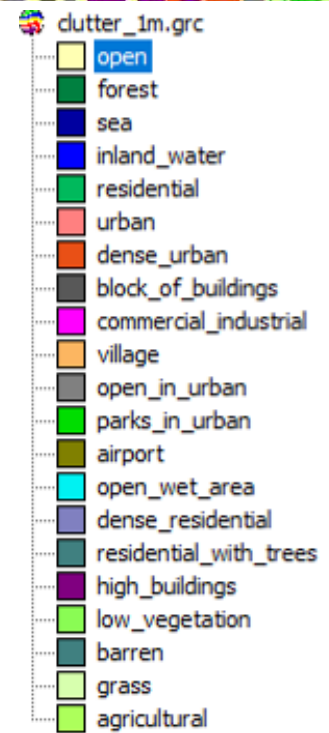 clutter_1m.grc
open
forest
sea
inland_water
residential
urban
dense_urban
block_of_buildings
commercial_industrial
village
open_in_urban
parks_in_urban
airport
open_wet_area
dense_residential
residential_with_trees
high_buildings
low_vegetation
barren
grass
agricultural